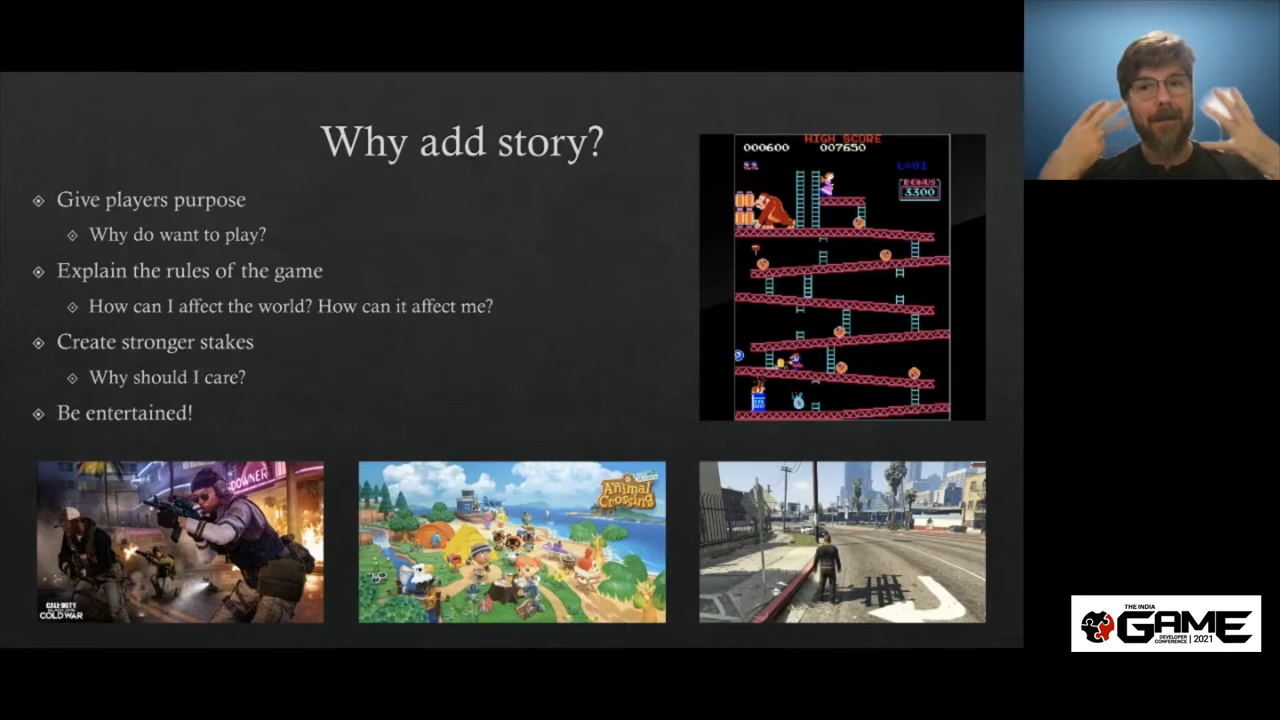 Why add story?
Give players purpose
Why do want to play?
Explain the rules of the game
How can I affect the world? How can it affect me?
Create stronger stakes
Why should I care?
Be entertained!
HIGH SCORE
000600 007650
L=01
BONUS
3300
DOWNER
CALL OF DUTY
COLD WAR
Animal Crossing
THE INDIA
GAME
DEVELOPER CONFERENCE | 2021